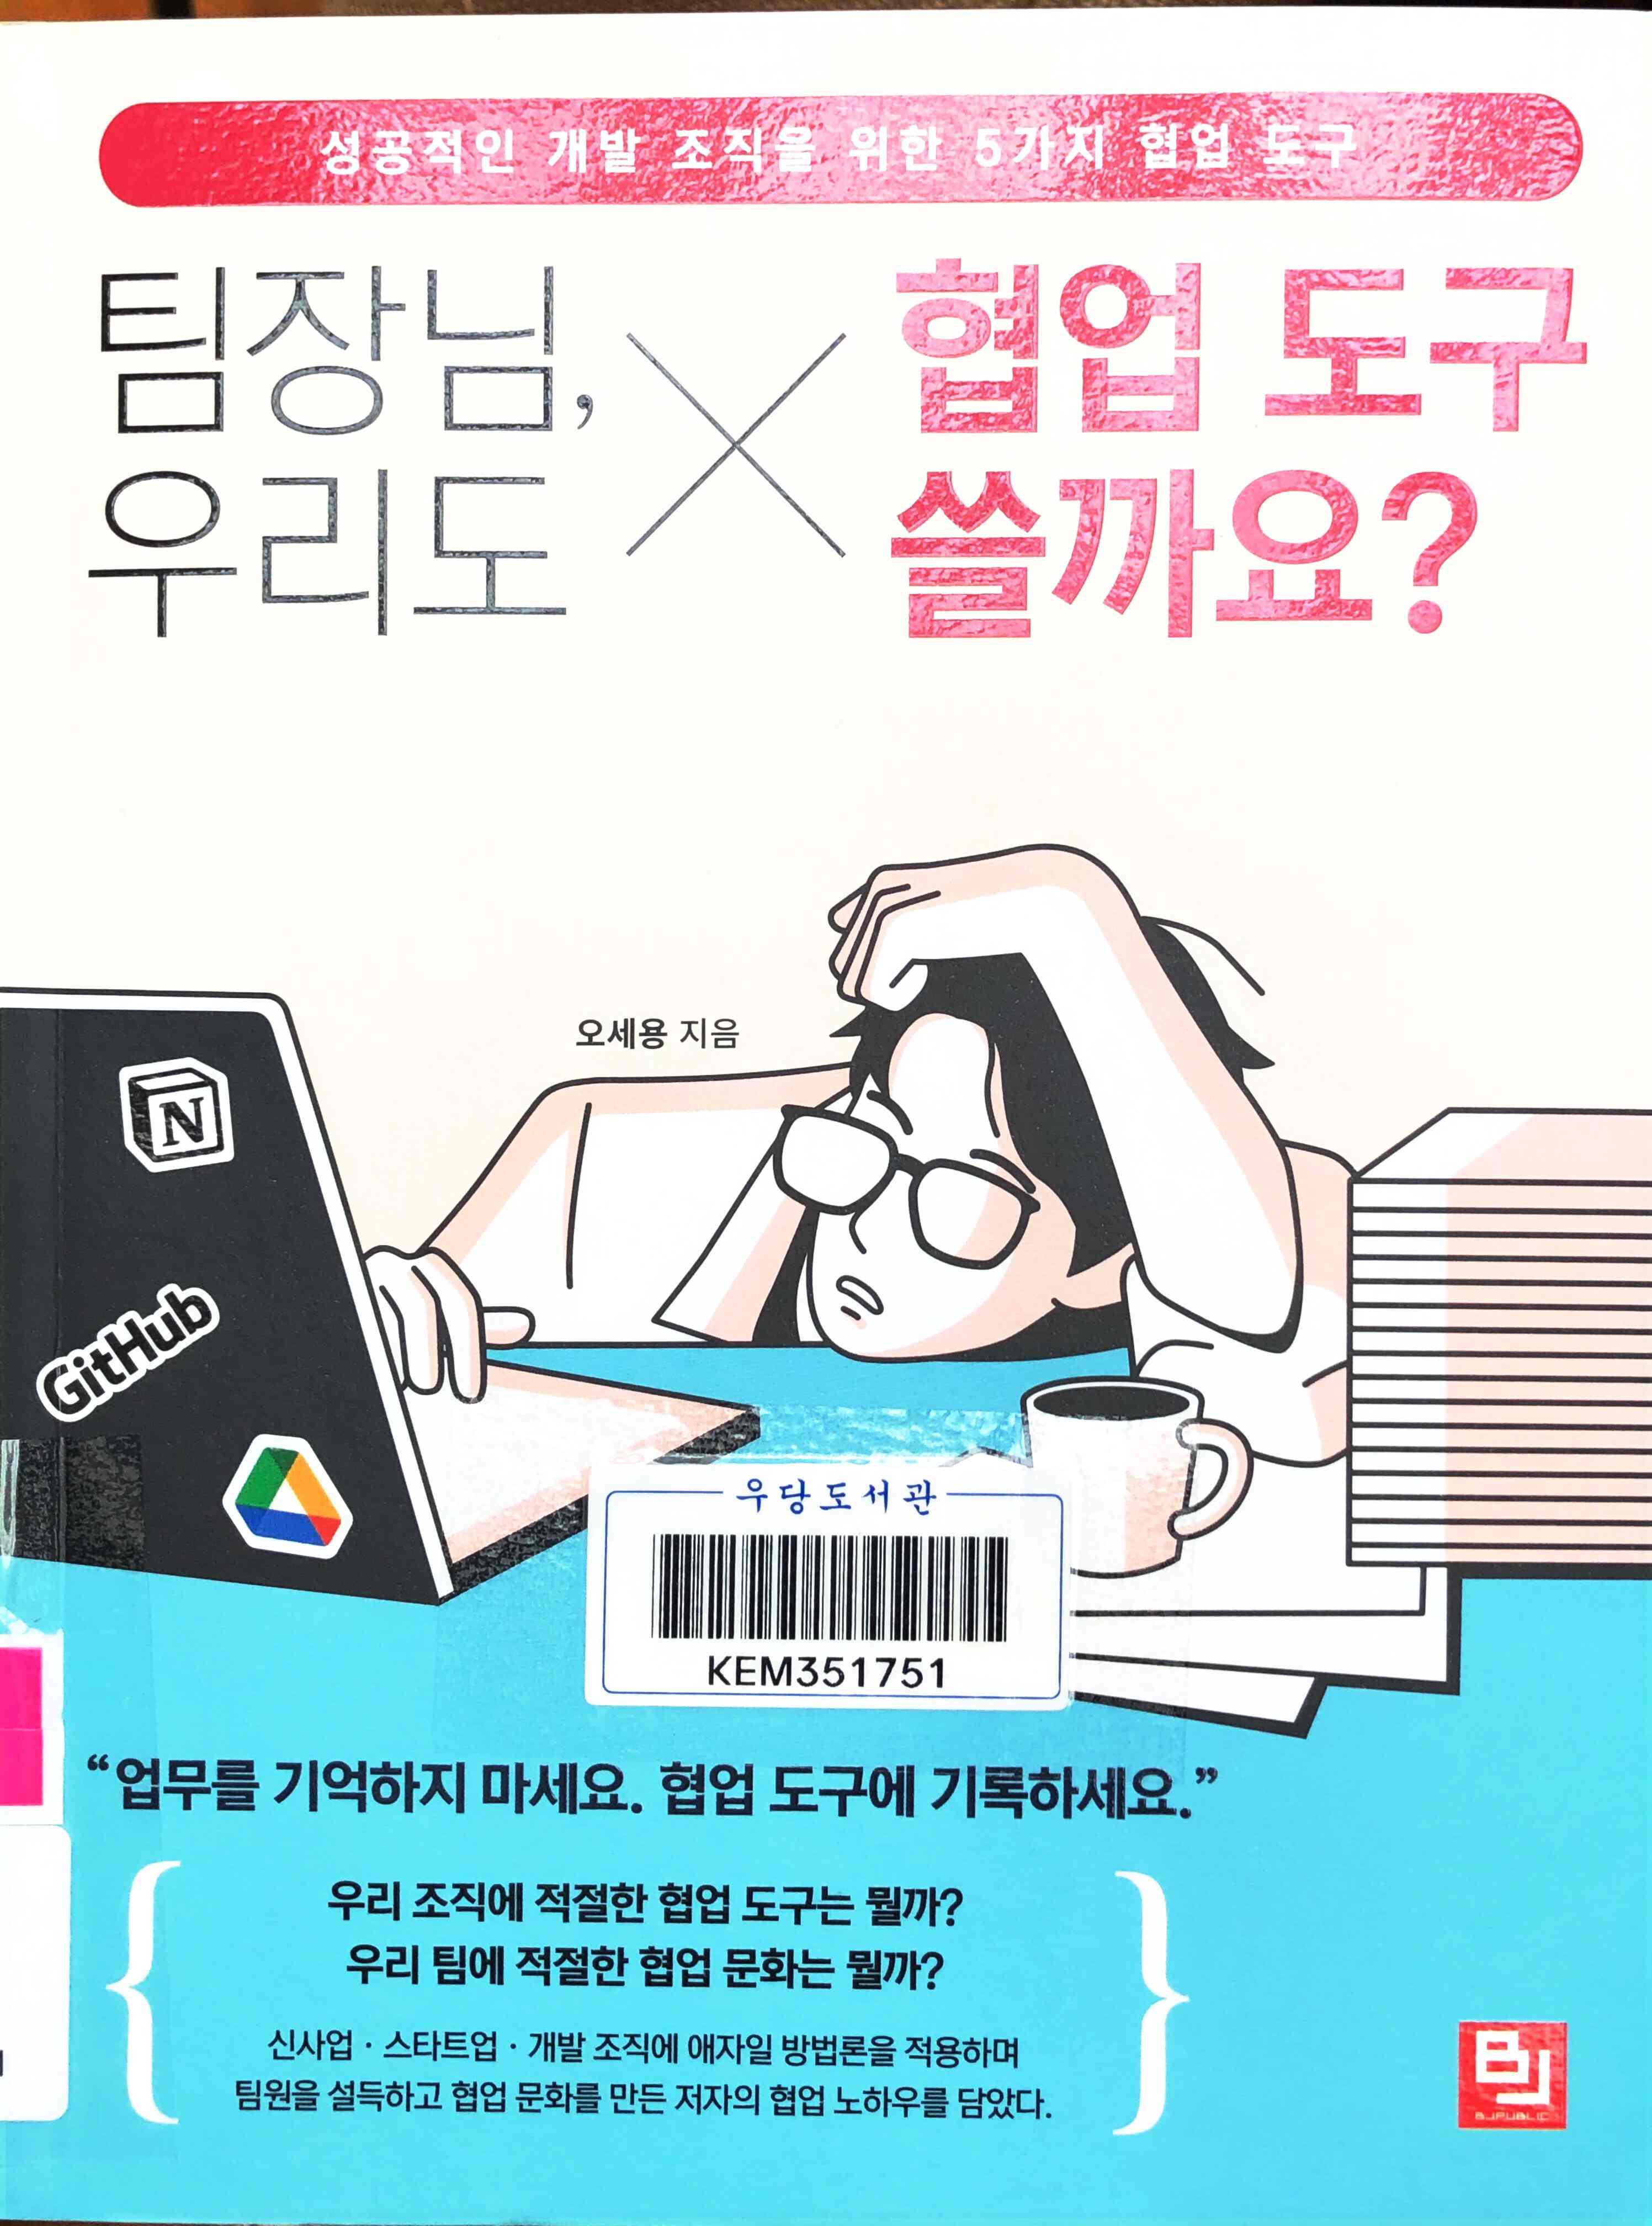 성공적인 개발 조직을 위한 5가지 협업 도구
팀장님,
우리도
협업 도구
쓸까요?
오세용 지음
N
GitHub
우당도서관
KEM351751
“업무를 기억하지 마세요. 협업 도구에 기록하세요.”
우리 조직에 적절한 협업 도구는 뭘까?
우리 팀에 적절한 협업 문화는 뭘까?
신사업 · 스타트업 · 개발 조직에 애자일 방법론을 적용하며
팀원을 설득하고 협업 문화를 만든 저자의 협업 노하우를 담았다.
BJ
BJPUBLIC